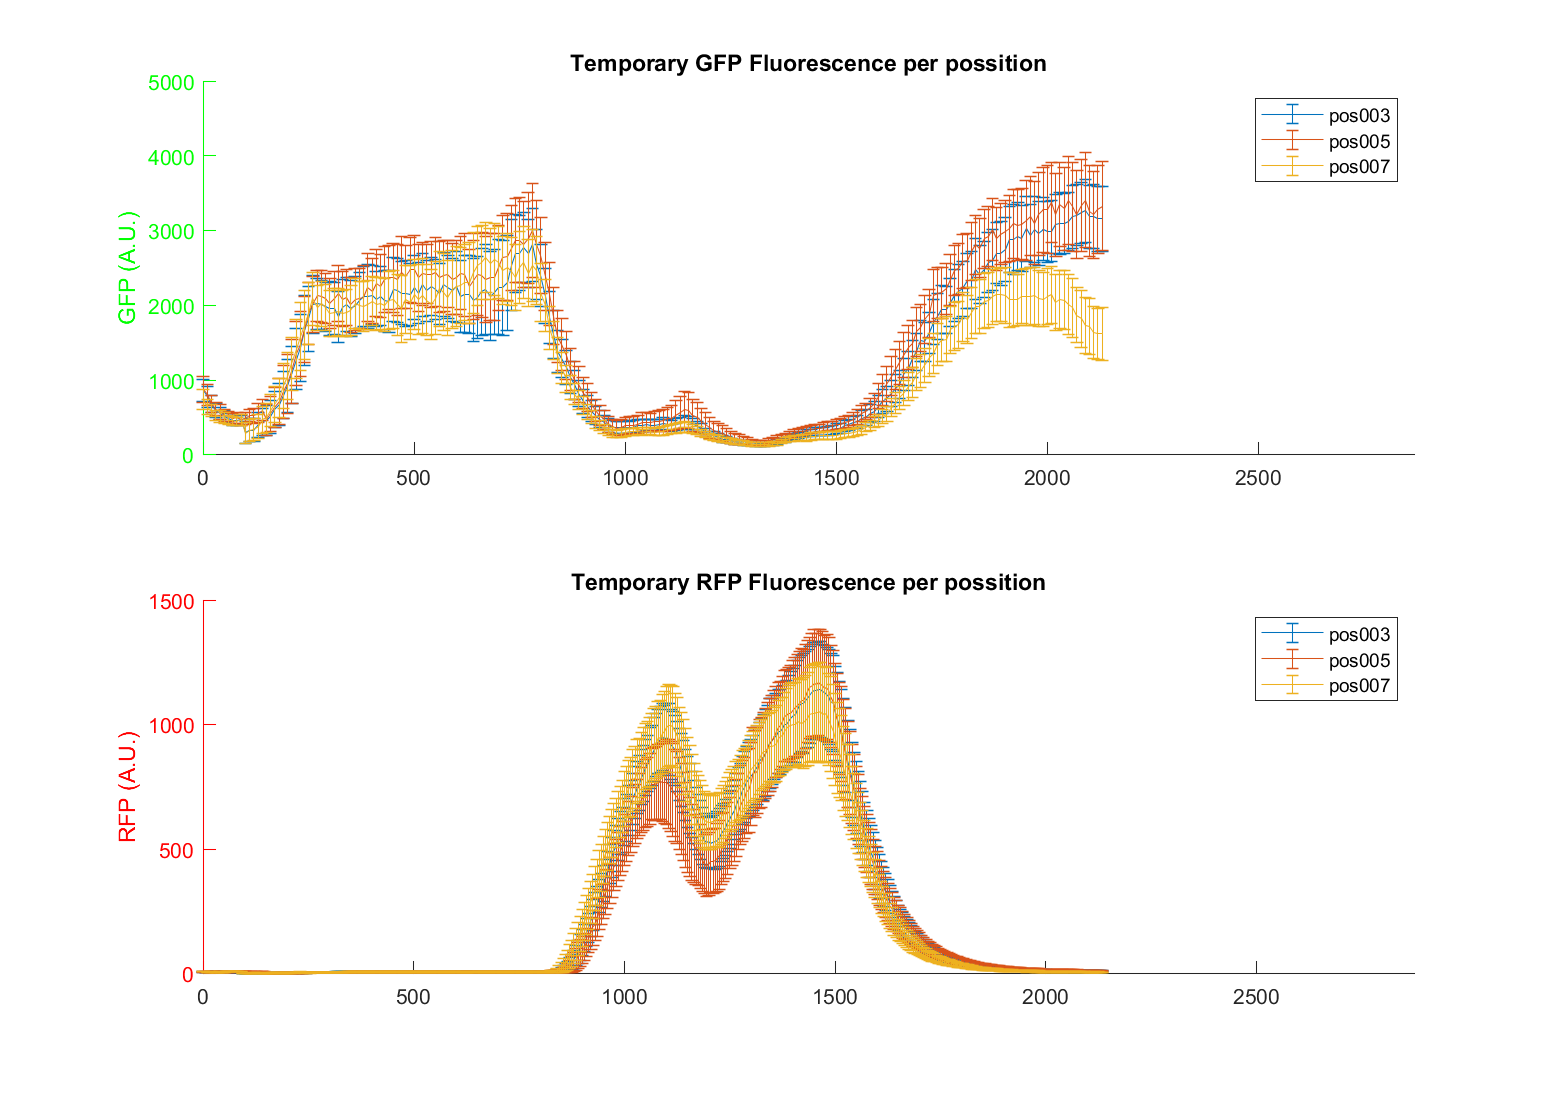 Temporary GFP Fluorescence per possition
5000
4000
3000
2000
1000
0
GFP (A.U.)
0 500 1000 1500 2000 2500
pos003
pos005
pos007
Temporary RFP Fluorescence per possition
1500
1000
500
0
RFP (A.U.)
0 500 1000 1500 2000 2500
pos003
pos005
pos007